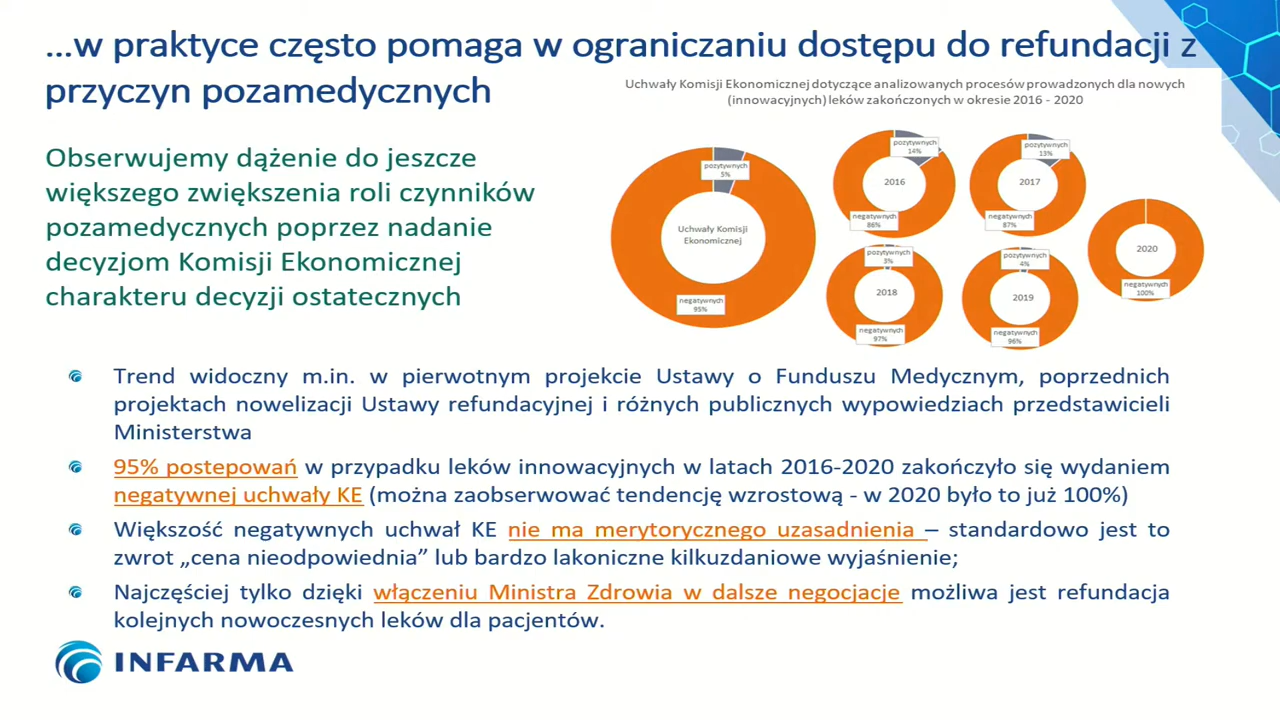 ...w praktyce często pomaga w ograniczaniu dostępu do refundacji z
przyczyn pozamedycznych
Uchwały Komisji Ekonomicznej dotyczące analizowanych procesów prowadzonych dla nowych
(innowacyjnych) leków zakończonych w okresie 2016 - 2020
Obserwujemy dążenie do jeszcze
większego zwiększenia roli czynników
pozamedycznych poprzez nadanie
decyzjom Komisji Ekonomicznej
charakteru decyzji ostatecznych
pozytywnych
5%
Uchwały Komisji
Ekonomicznej
negatywnych
95%
pozytywnych
14%
2016
negatywnych
86%
pozytywnych
13%
2017
negatywnych
87%
pozytywnych
3%
2018
negatywnych
97%
pozytywnych
4%
2019
negatywnych
96%
2020
negatywnych
100%
Trend widoczny m.in. w pierwotnym projekcie Ustawy o Funduszu Medycznym, poprzednich
projektach nowelizacji Ustawy refundacyjnej i różnych publicznych wypowiedziach przedstawicieli
Ministerstwa
95% postepowań w przypadku leków innowacyjnych w latach 2016-2020 zakończyło się wydaniem
negatywnej uchwały KE (można zaobserwować tendencję wzrostową - w 2020 było to już 100%)
Większość negatywnych uchwał KE nie ma merytorycznego uzasadnienia – standardowo jest to
zwrot „cena nieodpowiednia” lub bardzo lakoniczne kilkuzdaniowe wyjaśnienie;
Najczęściej tylko dzięki włączeniu Ministra Zdrowia w dalsze negocjacje możliwa jest refundacja
kolejnych nowoczesnych leków dla pacjentów.
INFARMA